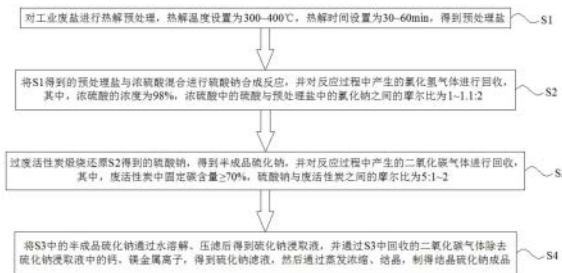 对工业废盐进行热解预处理，热解温度设置为300~400℃，热解时间设置为30~60min，得到预处理盐
S1
将S1得到的预处理盐与浓硫酸混合进行硫酸钠合成反应，并对反应过程中产生的氯化氢气体进行回收，
其中，浓硫酸的浓度为98%，浓硫酸中的硫酸与预处理盐中的氯化钠之间的摩尔比为1~1.1:2
S2
过废活性炭煅烧还原S2得到的硫酸钠，得到半成品硫化钠，并对反应过程中产生的二氧化碳气体进行回收，
其中，废活性炭中固定碳含量≥70%，硫酸钠与废活性炭之间的摩尔比为5:1~2
S
将S3中的半成品硫化钠通过水溶解、压滤后得到硫化钠浸取液，并通过S3中回收的二氧化碳气体除去
硫化钠浸取液中的钙、镁金属离子，得到硫化钠滤液，然后通过蒸发浓缩、结晶，制得结晶硫化钠成品
S4